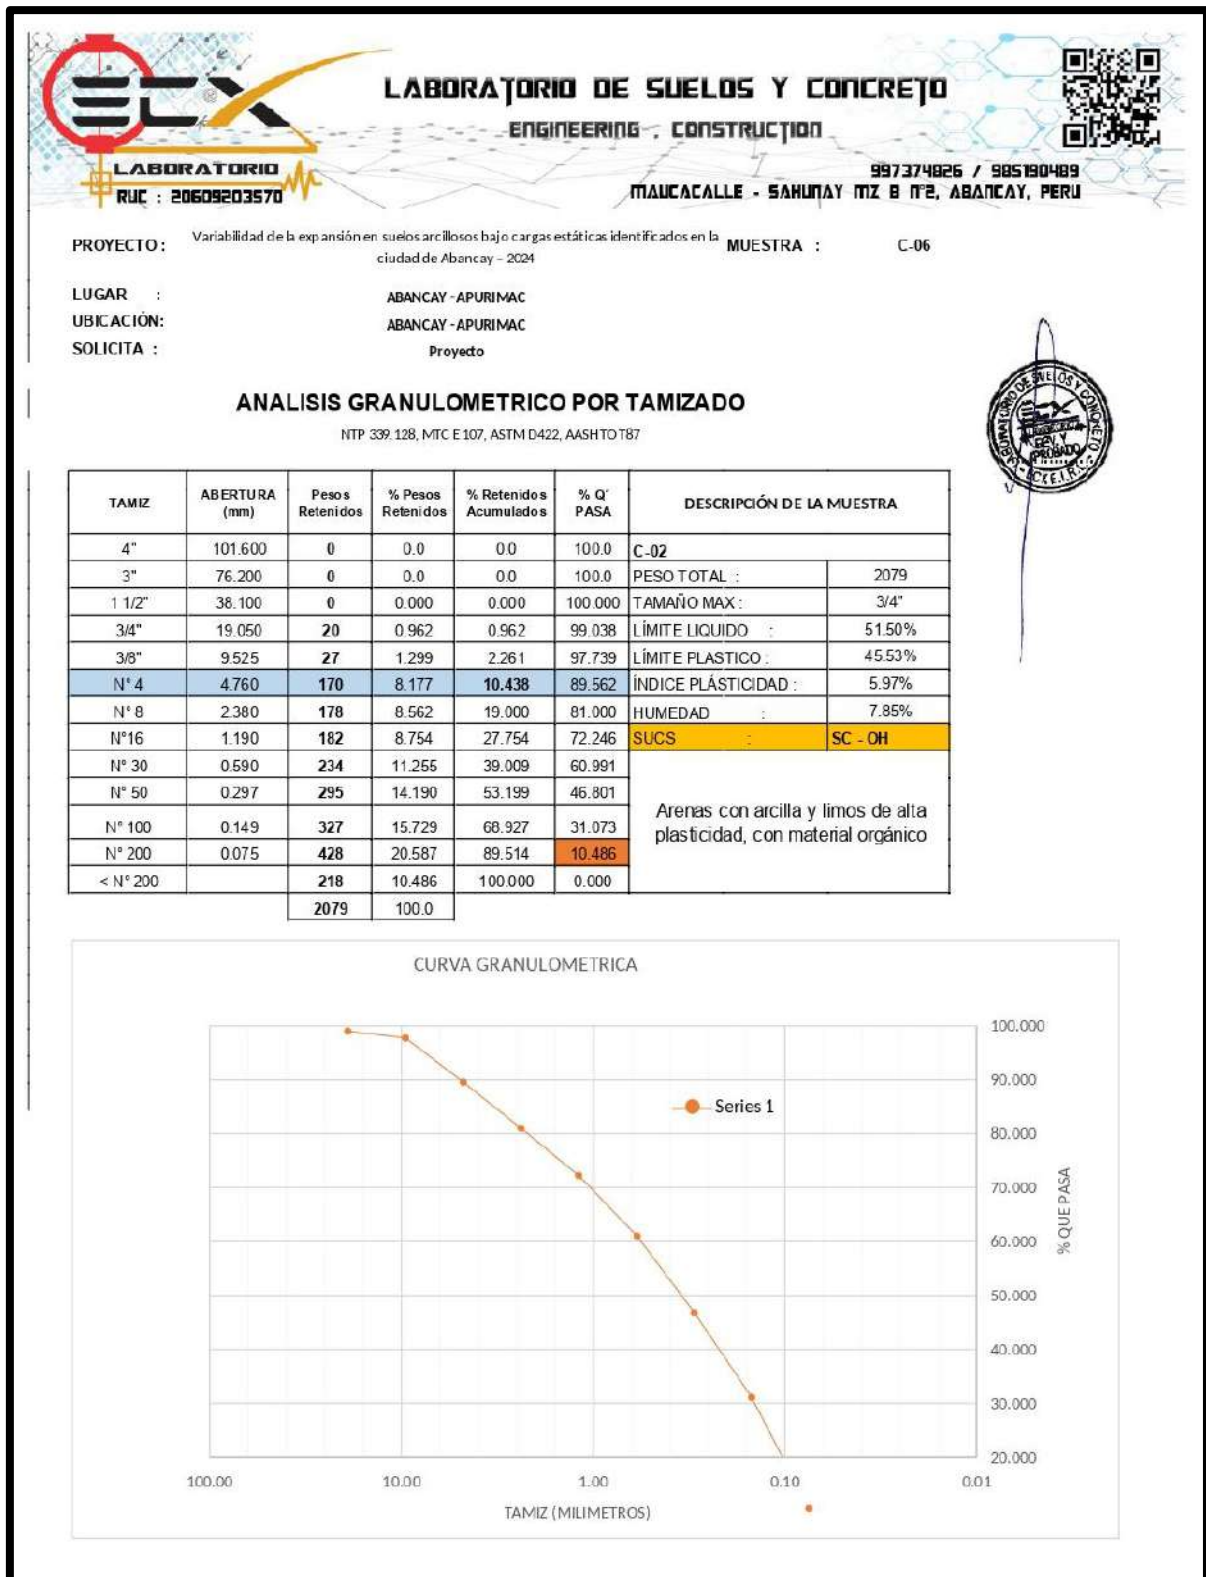 ECX
LABORATORIO
RUC : 20609203570
LABORATORIO DE SUELOS Y CONCRETO
ENGINEERING , CONSTRUCTION
997374826 / 985190489
MAUCACALLE - SAHUNAY MZ B N°2, ABANCAY, PERU
PROYECTO : Variabilidad de la expansión en suelos arcillosos bajo cargas estáticas identificados en la MUESTRA : C-06
ciudad de Abancay – 2024
LUGAR : ABANCAY - APURIMAC
UBICACIÓN: ABANCAY - APURIMAC
SOLICITA : Proyecto
ANALISIS GRANULOMETRICO POR TAMIZADO
NTP 339.128, MTC E 107, ASTM D422, AASHTO T87
LABORATORIO DE SUELOS Y CONCRETO
TAMIZ ABERTURA (mm) Pesos Retenidos % Pesos Retenidos % Retenidos Acumulados % Q' PASA DESCRIPCIÓN DE LA MUESTRA
4" 101.600 0 0.0 0.0 100.0 C-02
3" 76.200 0 0.0 0.0 100.0 PESO TOTAL : 2079
1 1/2" 38.100 0 0.000 0.000 100.000 TAMAÑO MAX : 3/4"
3/4" 19.050 20 0.962 0.962 99.038 LÍMITE LIQUIDO : 51.50%
3/8" 9.525 27 1.299 2.261 97.739 LÍMITE PLASTICO : 45.53%
N° 4 4.760 170 8.177 10.438 89.562 ÍNDICE PLÁSTICIDAD : 5.97%
N° 8 2.380 178 8.562 19.000 81.000 HUMEDAD : 7.85%
N°16 1.190 182 8.754 27.754 72.246 SUCS : SC - OH
N° 30 0.590 234 11.255 39.009 60.991
N° 50 0.297 295 14.190 53.199 46.801
Arenas con arcilla y limos de alta
plasticidad, con material orgánico
N° 100 0.149 327 15.729 68.927 31.073
N° 200 0.075 428 20.587 89.514 10.486
< N° 200 218 10.486 100.000 0.000
2079 100.0
CURVA GRANULOMETRICA
Series 1
100.000
90.000
80.000
70.000
60.000
50.000
40.000
30.000
20.000
% QUE PASA
100.00 10.00 1.00 0.10 0.01
TAMIZ (MILIMETROS)